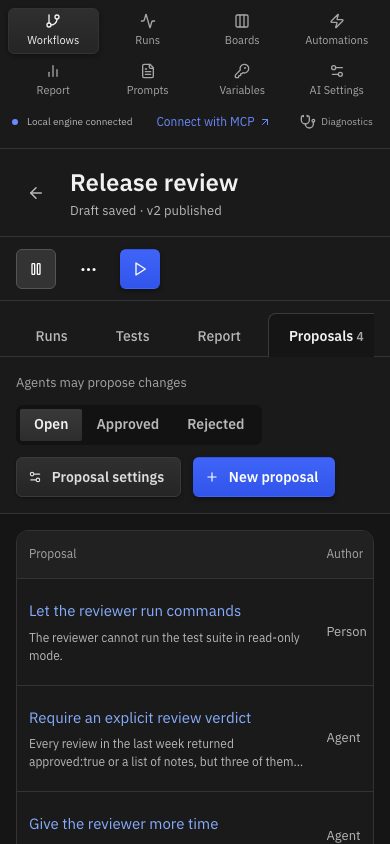 Workflows
Runs
Boards
Automations
Report
Prompts
Variables
AI Settings
Local engine connected
Connect with MCP
Diagnostics
Release review
Draft saved · v2 published
Runs
Tests
Report
Proposals 4
Agents may propose changes
Open
Approved
Rejected
Proposal settings
New proposal
Proposal
Author
Let the reviewer run commands
The reviewer cannot run the test suite in read-only
mode.
Person
Require an explicit review verdict
Every review in the last week returned
approved:true or a list of notes, but three of them...
Agent
Give the reviewer more time
Agent